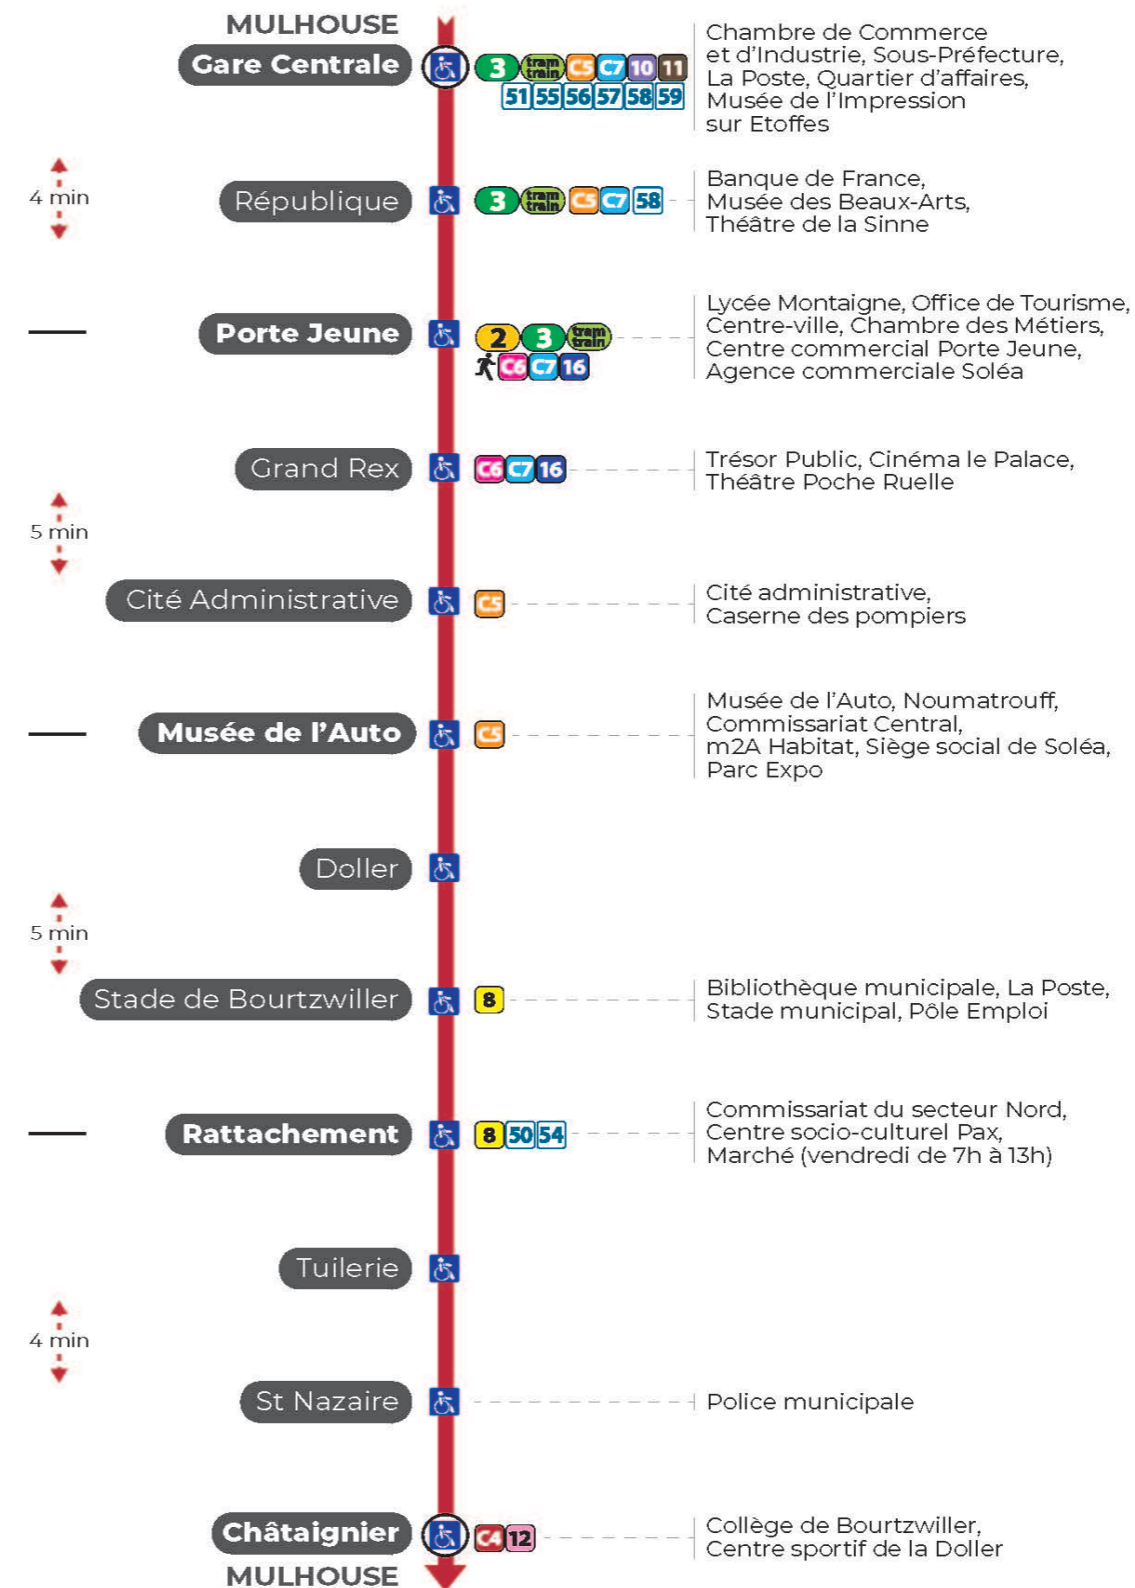 MULHOUSE
Gare Centrale
3 tram train C5 C7 10 11
51 55 56 57 58 59
Chambre de Commerce
et d'Industrie, Sous-Préfecture,
La Poste, Quartier d'affaires,
Musée de l'Impression
sur Etoffes
4 min
République
3 tram train C5 C7 58
Banque de France,
Musée des Beaux-Arts,
Théâtre de la Sinne
Porte Jeune
2 3 tram train
C6 C7 16
Lycée Montaigne, Office de Tourisme,
Centre-ville, Chambre des Métiers,
Centre commercial Porte Jeune,
Agence commerciale Soléa
Grand Rex
C6 C7 16
Trésor Public, Cinéma le Palace,
Théâtre Poche Ruelle
5 min
Cité Administrative
C5
Cité administrative,
Caserne des pompiers
Musée de l'Auto
C5
Musée de l'Auto, Noumatrouff,
Commissariat Central,
m2A Habitat, Siège social de Soléa,
Parc Expo
Doller
5 min
Stade de Bourtzwiller
8
Bibliothèque municipale, La Poste,
Stade municipal, Pôle Emploi
Rattachement
8 50 54
Commissariat du secteur Nord,
Centre socio-culturel Pax,
Marché (vendredi de 7h à 13h)
Tuilerie
4 min
St Nazaire
Police municipale
Châtaignier
C4 12
Collège de Bourtzwiller,
Centre sportif de la Doller
MULHOUSE